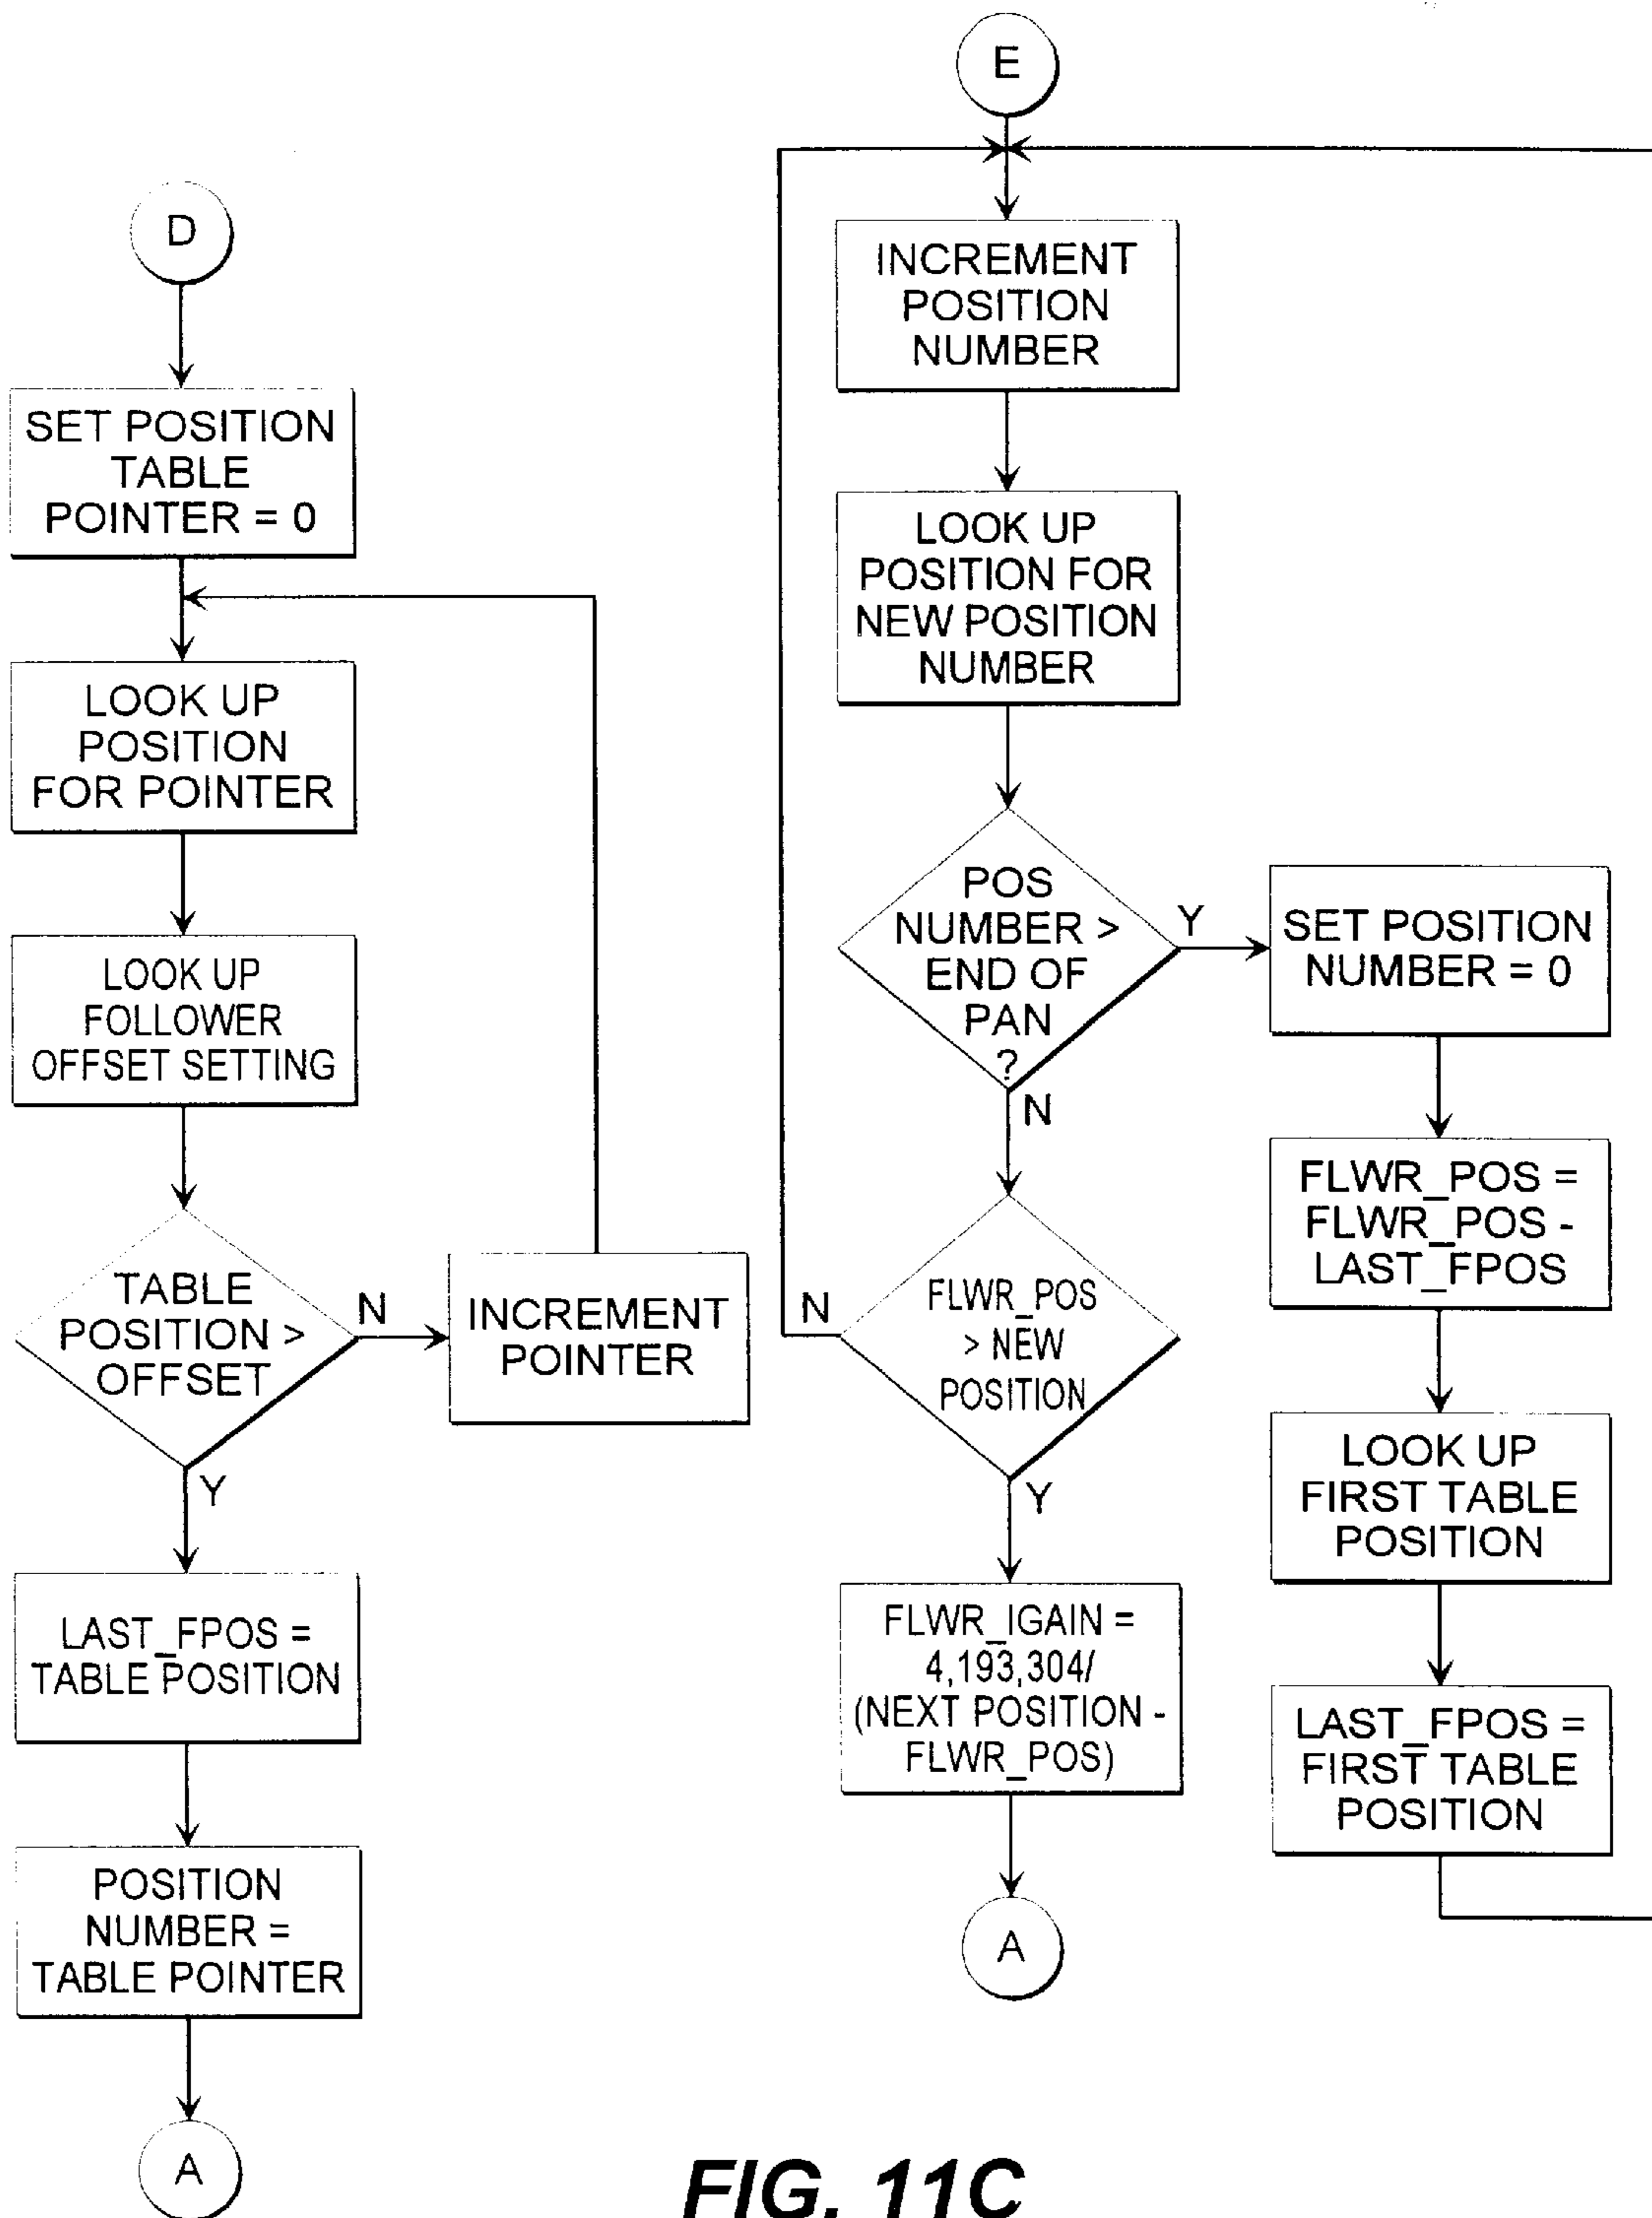 D
SET POSITION
TABLE
POINTER = 0
LOOK UP
POSITION
FOR POINTER
LOOK UP
FOLLOWER
OFFSET SETTING
TABLE
POSITION >
OFFSET
N
INCREMENT
POINTER
Y
LAST_FPOS =
TABLE POSITION
POSITION
NUMBER =
TABLE POINTER
A
E
INCREMENT
POSITION
NUMBER
LOOK UP
POSITION FOR
NEW POSITION
NUMBER
POS
NUMBER >
END OF
PAN
?
Y
N
FLWR_POS
> NEW
POSITION
N
Y
FLWR_IGAIN =
4,193,304/
(NEXT POSITION -
FLWR_POS)
A
SET POSITION
NUMBER = 0
FLWR_POS =
FLWR_POS -
LAST_FPOS
LOOK UP
FIRST TABLE
POSITION
LAST_FPOS =
FIRST TABLE
POSITION
FIG. 11C